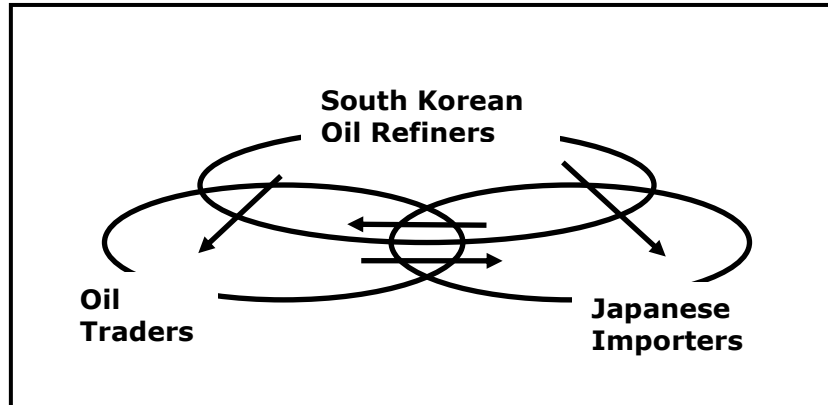 South Korean
Oil Refiners
Oil
Traders
Japanese
Importers